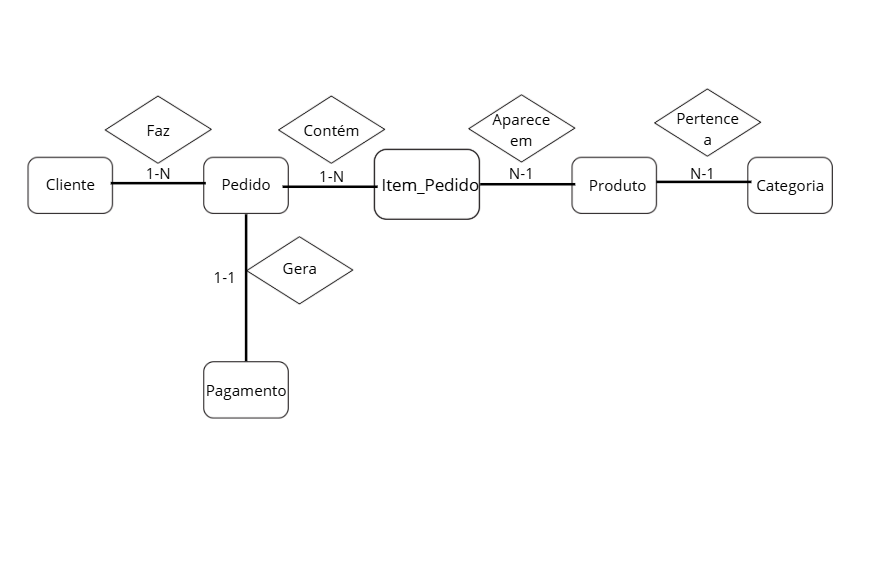 Faz
Contém
Aparece
em
Pertence
a
1-N
1-N
N-1
N-1
Cliente
Pedido
Item_Pedido
Produto
Categoria
1-1
Gera
Pagamento